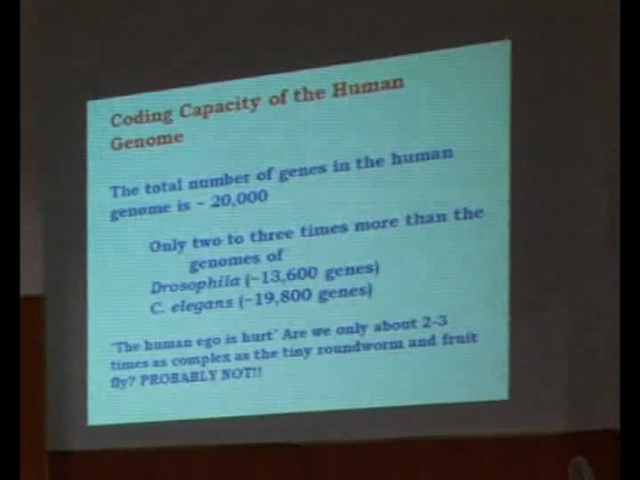 Coding Capacity of the Human
Genome
The total number of genes in the human
genome is ~ 20,000
Only two to three times more than the
genomes of
Drosophila (~13,600 genes)
C. elegans (~19,800 genes)
"The human ego is hurt" Are we only about 2-3
times as complex as the tiny roundworm and fruit
fly? PROBABLY NOT!!